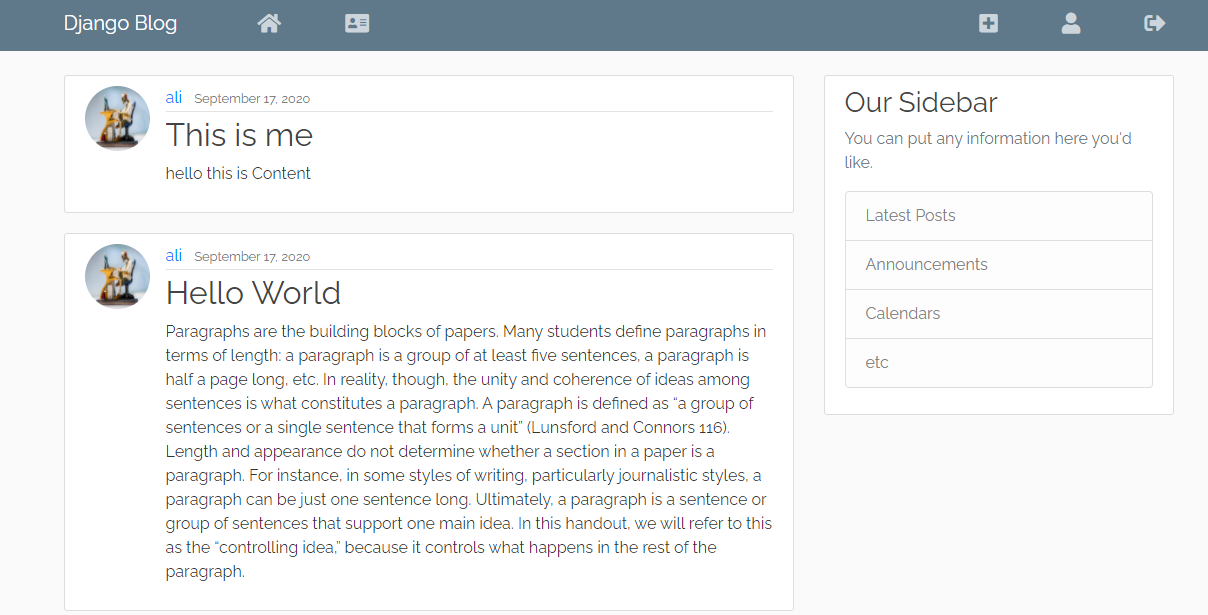 Django Blog
ali September 17, 2020
This is me
hello this is Content
ali September 17, 2020
Hello World
Paragraphs are the building blocks of papers. Many students define paragraphs in
terms of length: a paragraph is a group of at least five sentences, a paragraph is
half a page long, etc. In reality, though, the unity and coherence of ideas among
sentences is what constitutes a paragraph. A paragraph is defined as “a group of
sentences or a single sentence that forms a unit” (Lunsford and Connors 116).
Length and appearance do not determine whether a section in a paper is a
paragraph. For instance, in some styles of writing, particularly journalistic styles, a
paragraph can be just one sentence long. Ultimately, a paragraph is a sentence or
group of sentences that support one main idea. In this handout, we will refer to this
as the “controlling idea,” because it controls what happens in the rest of the
paragraph.
Our Sidebar
You can put any information here you'd
like.
Latest Posts
Announcements
Calendars
etc